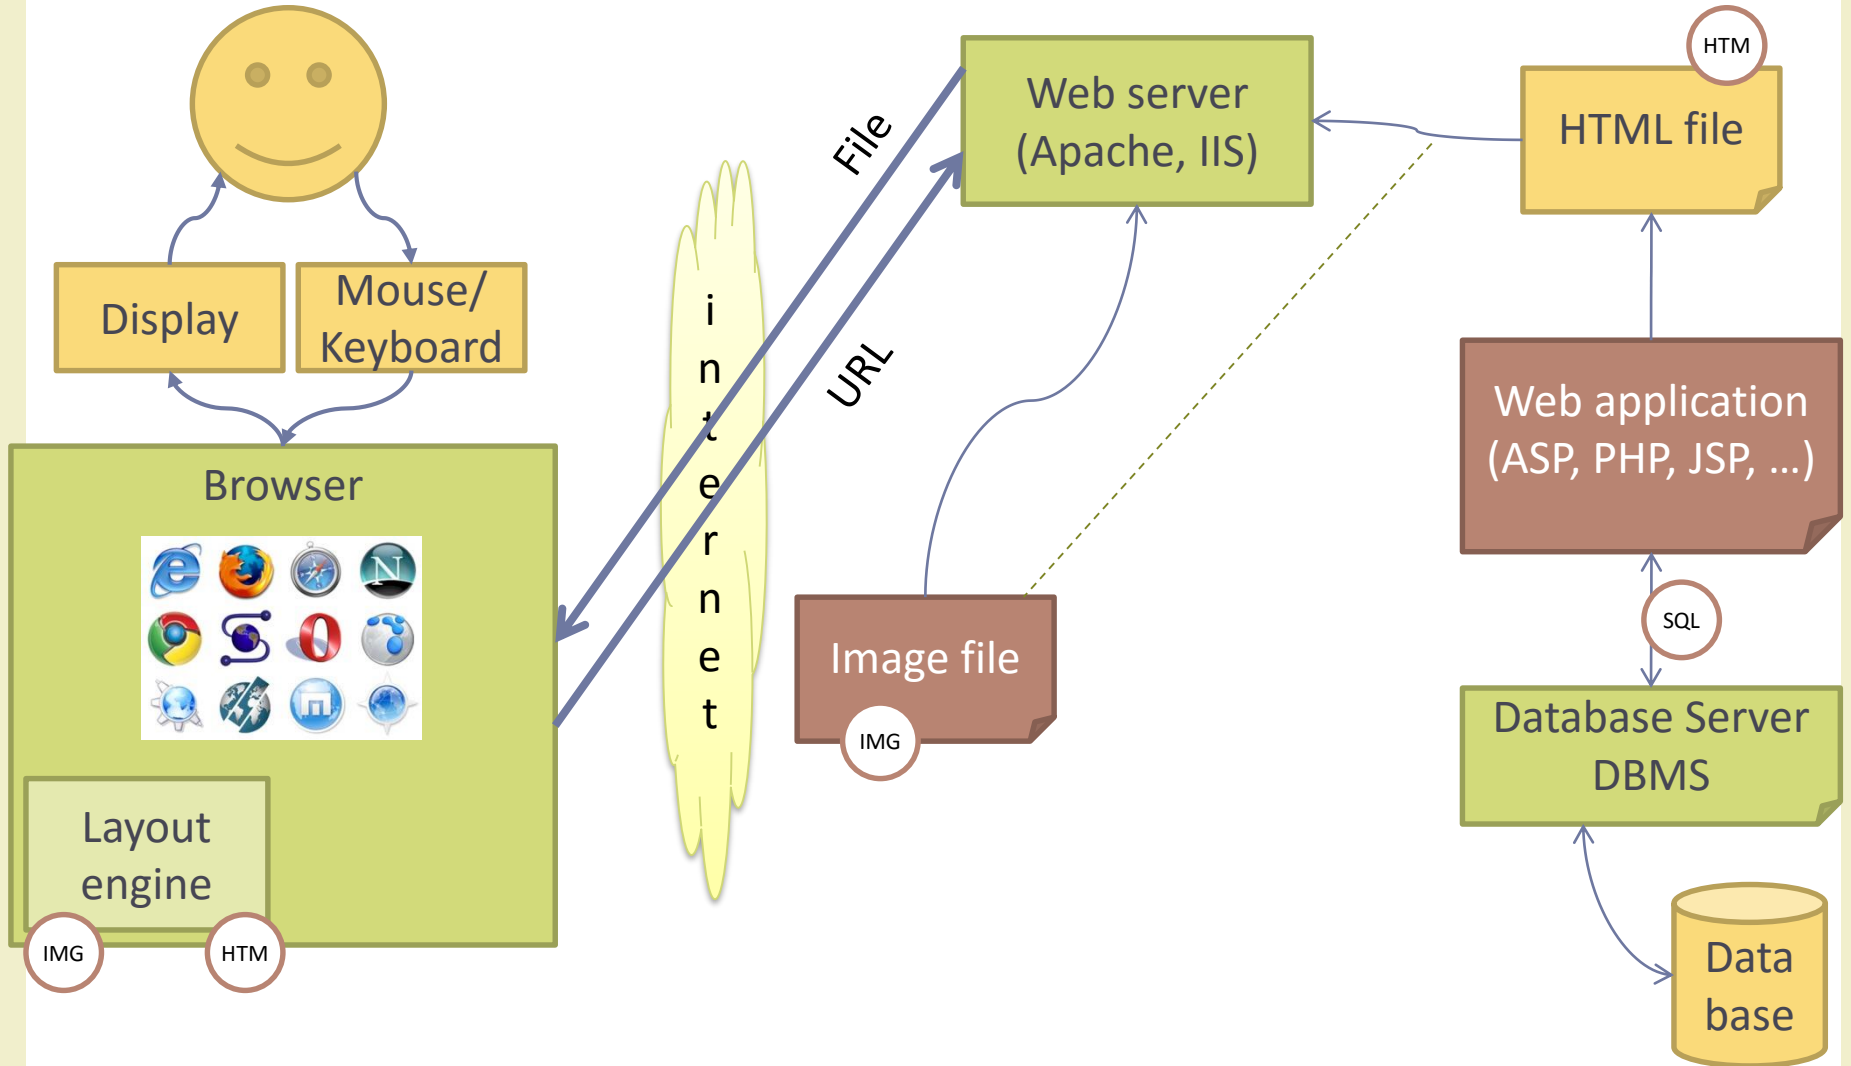 HTM
Web server
(Apache, IIS)
HTML file
File
Display
Mouse/
Keyboard
i
n
t
e
r
n
e
t
URL
Web application
(ASP, PHP, JSP, ...)
Browser
N
SQL
Image file
IMG
Database Server
DBMS
Layout
engine
IMG
HTM
Data
base